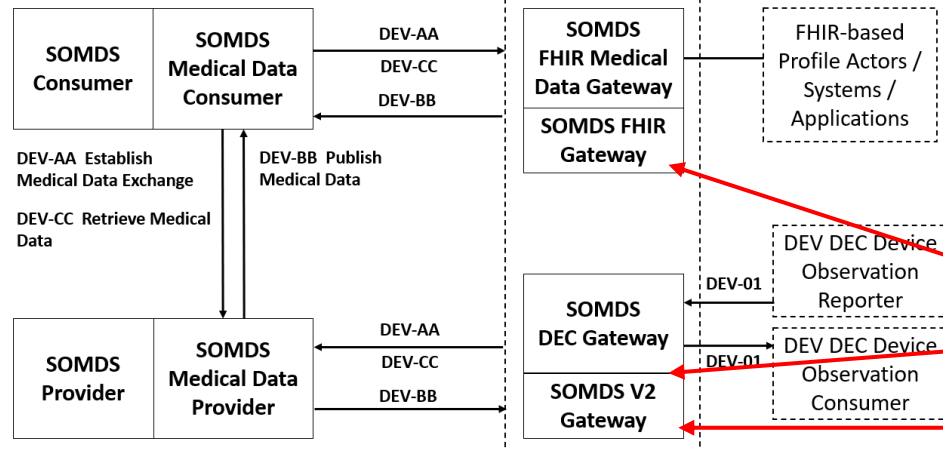 SOMDS
Consumer
SOMDS
Medical Data
Consumer
DEV-AA
DEV-CC
DEV-BB
SOMDS
FHIR Medical
Data Gateway
SOMDS FHIR
Gateway
FHIR-based
Profile Actors /
Systems /
Applications
DEV-AA Establish
Medical Data Exchange
DEV-CC Retrieve Medical
Data
DEV-BB Publish
Medical Data
SOMDS
Provider
SOMDS
Medical Data
Provider
DEV-AA
DEV-CC
DEV-BB
SOMDS
DEC Gateway
SOMDS V2
Gateway
DEV-01
DEV-01
DEV DEC Device
Observation
Reporter
DEV DEC Device
Observation
Consumer